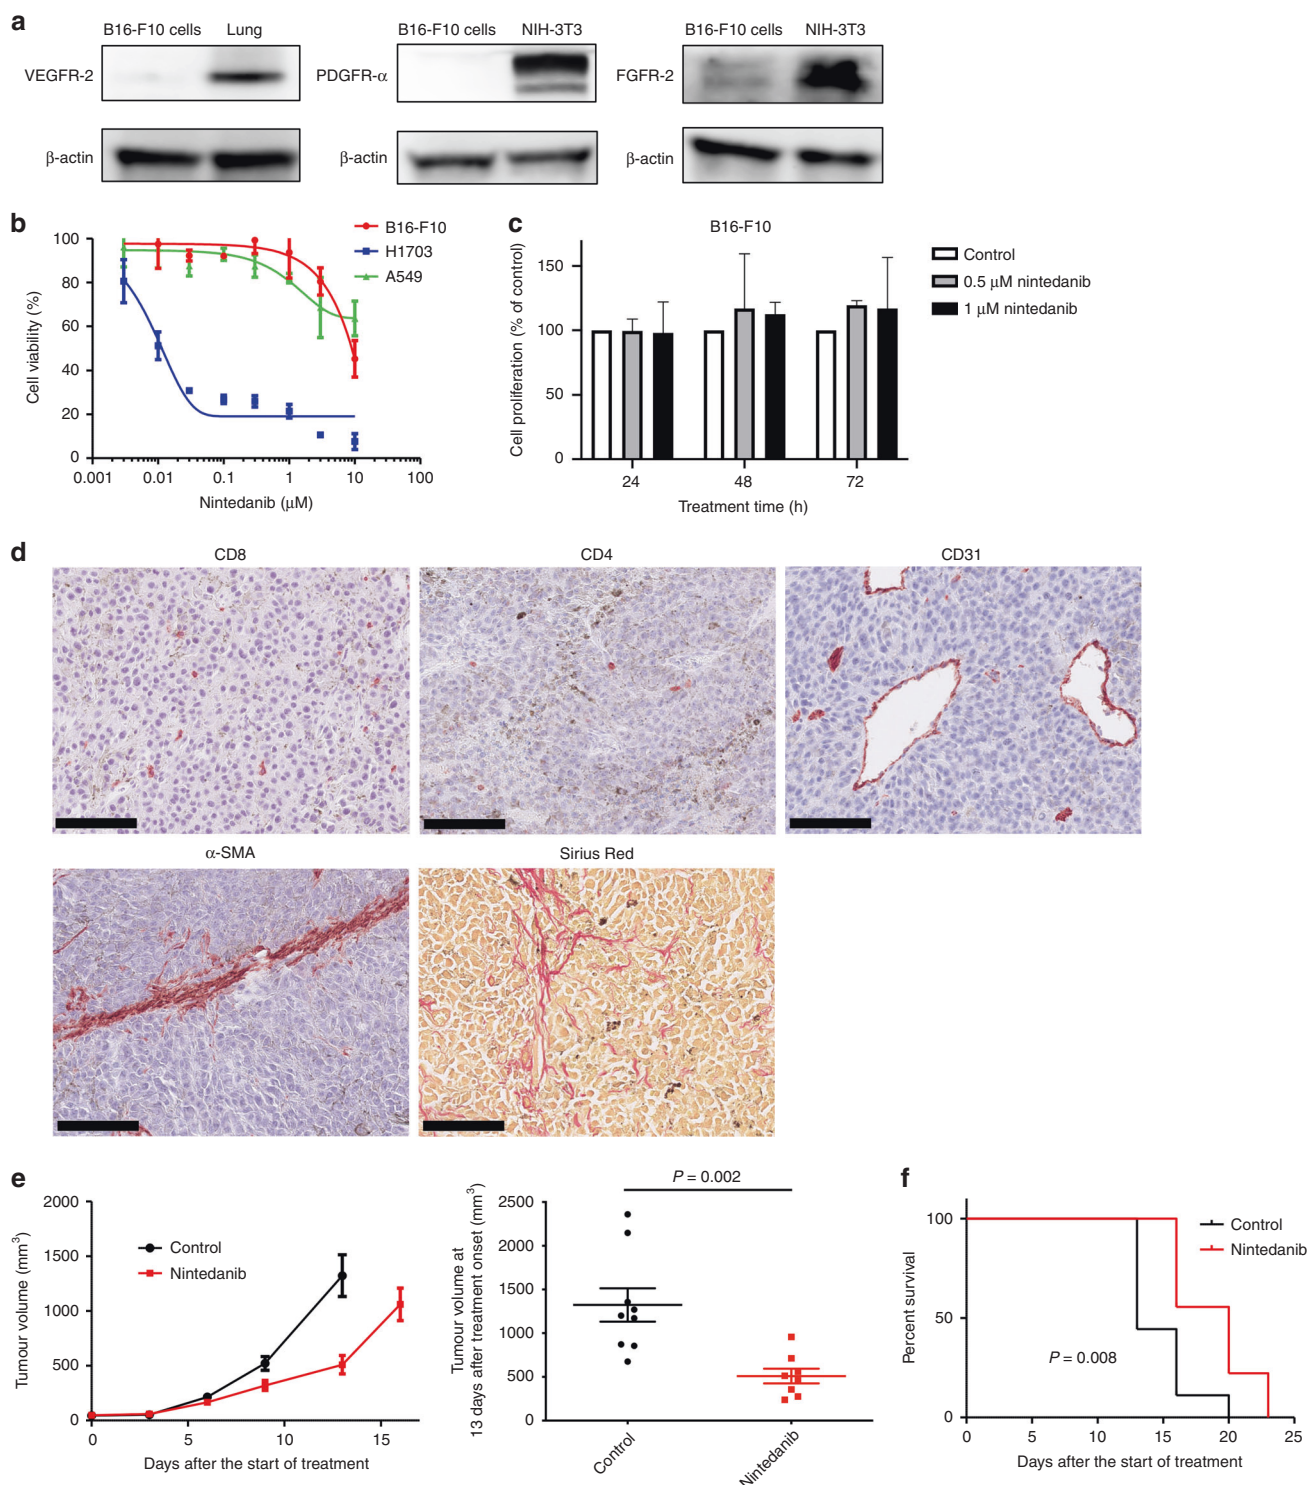 a
B16-F10 cells Lung
VEGFR-2
β-actin
B16-F10 cells NIH-3T3
PDGFR-α
β-actin
B16-F10 cells NIH-3T3
FGFR-2
β-actin
b
Cell viability (%)
100
80
60
40
20
0
0.001 0.01 0.1 1 10 100
Nintedanib (μM)
B16-F10
H1703
A549
c
B16-F10
Cell proliferation (% of control)
150
100
50
0
24 48 72
Treatment time (h)
Control
0.5 μM nintedanib
1 μM nintedanib
d
CD8 CD4 CD31
α-SMA Sirius Red
e
Tumour volume (mm³)
2000
1500
1000
500
0
0 5 10 15
Days after the start of treatment
Control
Nintedanib
Tumour volume at
13 days after treatment onset (mm³)
P = 0.002
2500
2000
1500
1000
500
0
Control Nintedanib
f
Percent survival
100
50
0
0 5 10 15 20 25
Days after the start of treatment
P = 0.008
Control
Nintedanib